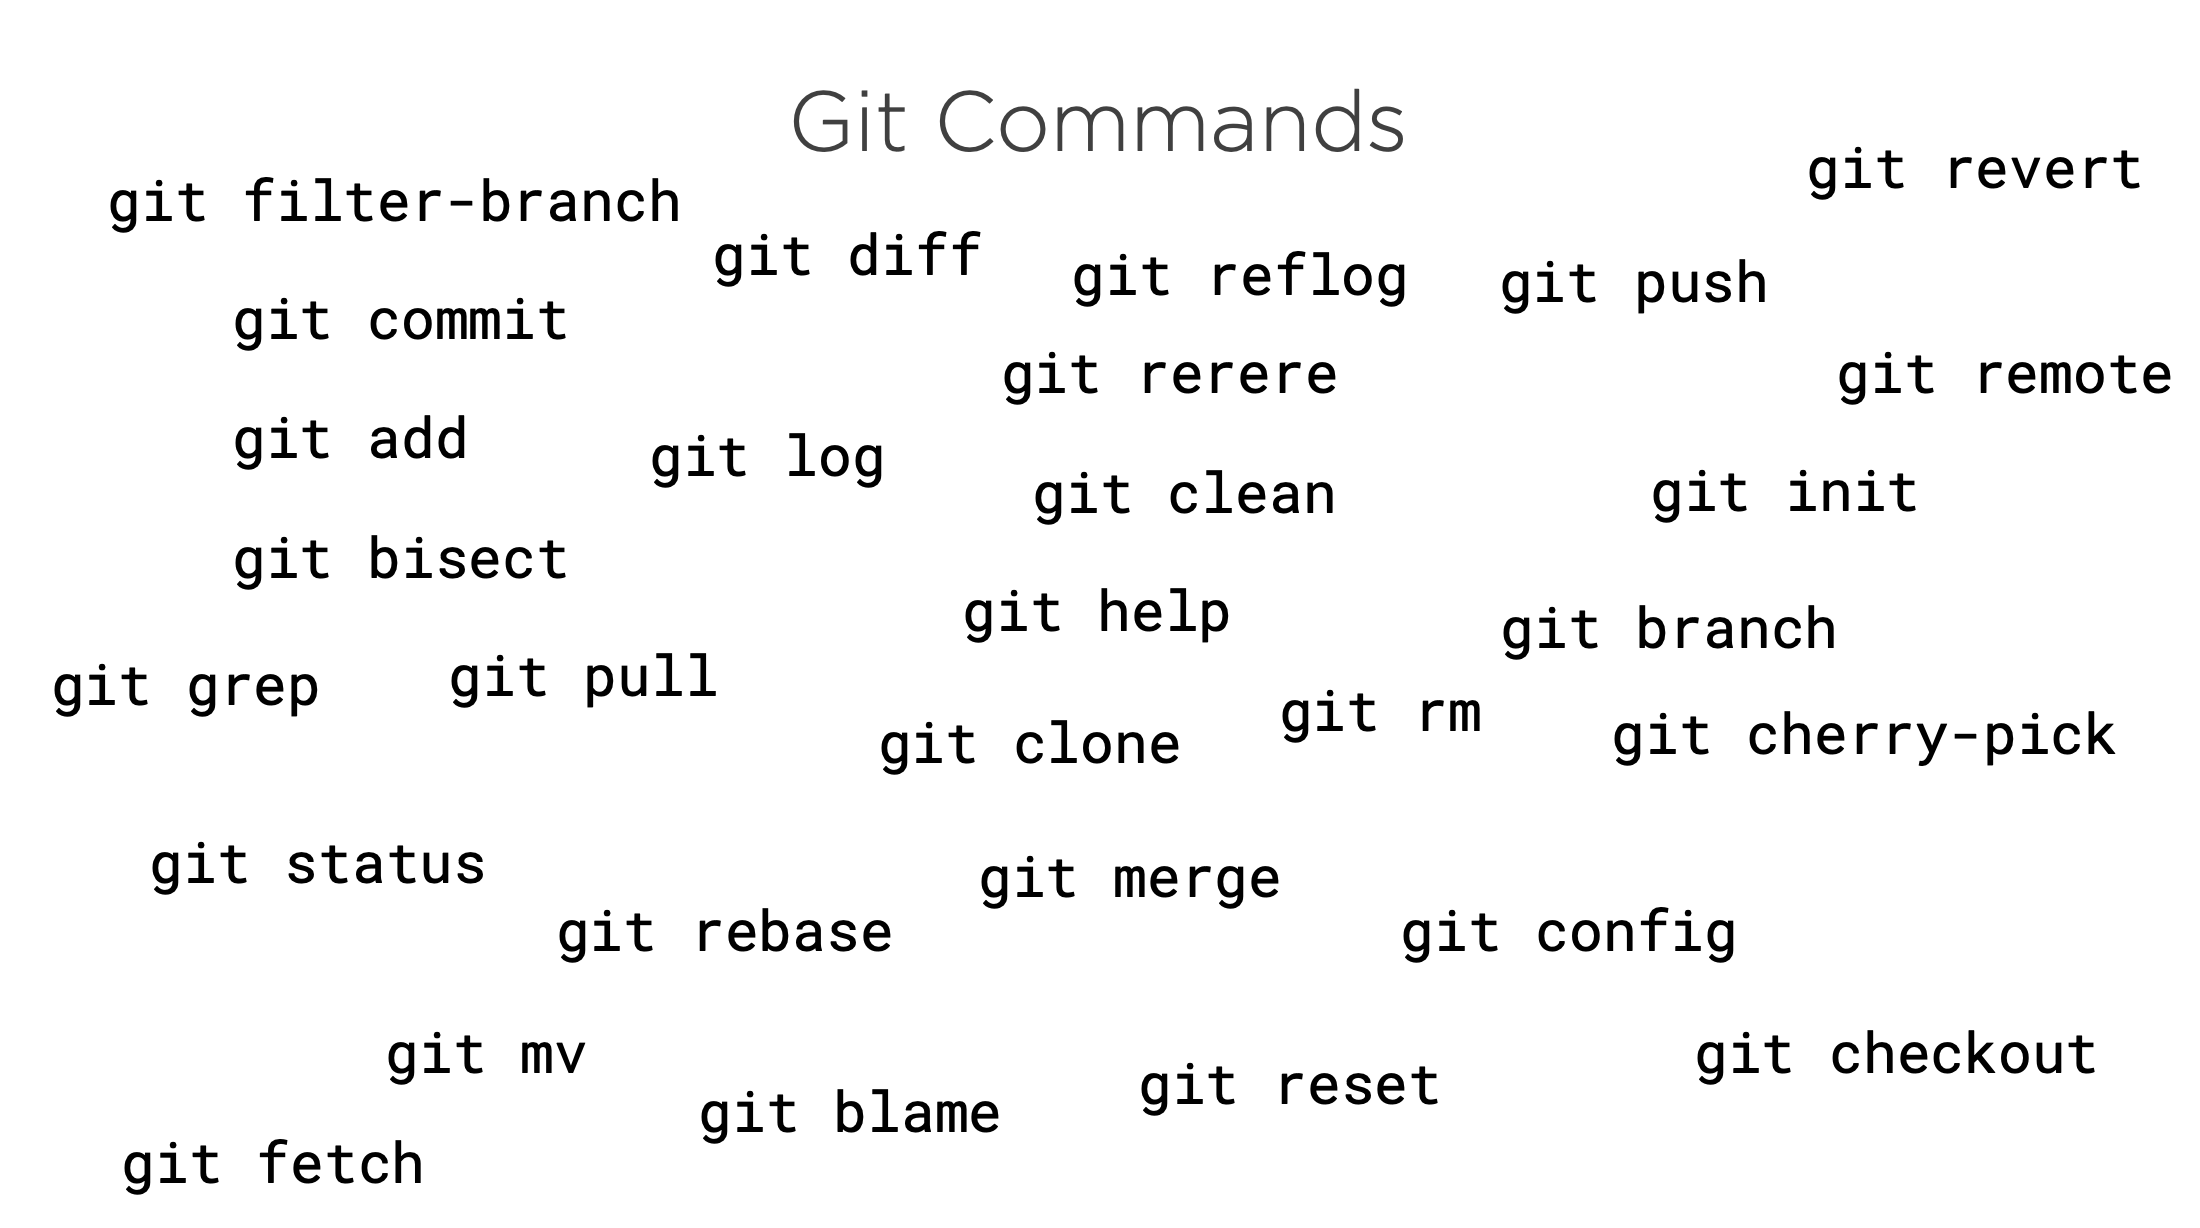 Git Commands
git revert
git filter-branch
git diff
git reflog
git push
git commit
git rerere
git remote
git add
git log
git clean
git init
git bisect
git help
git branch
git grep
git pull
git rm
git clone
git cherry-pick
git status
git merge
git rebase
git config
git mv
git checkout
git blame
git reset
git fetch